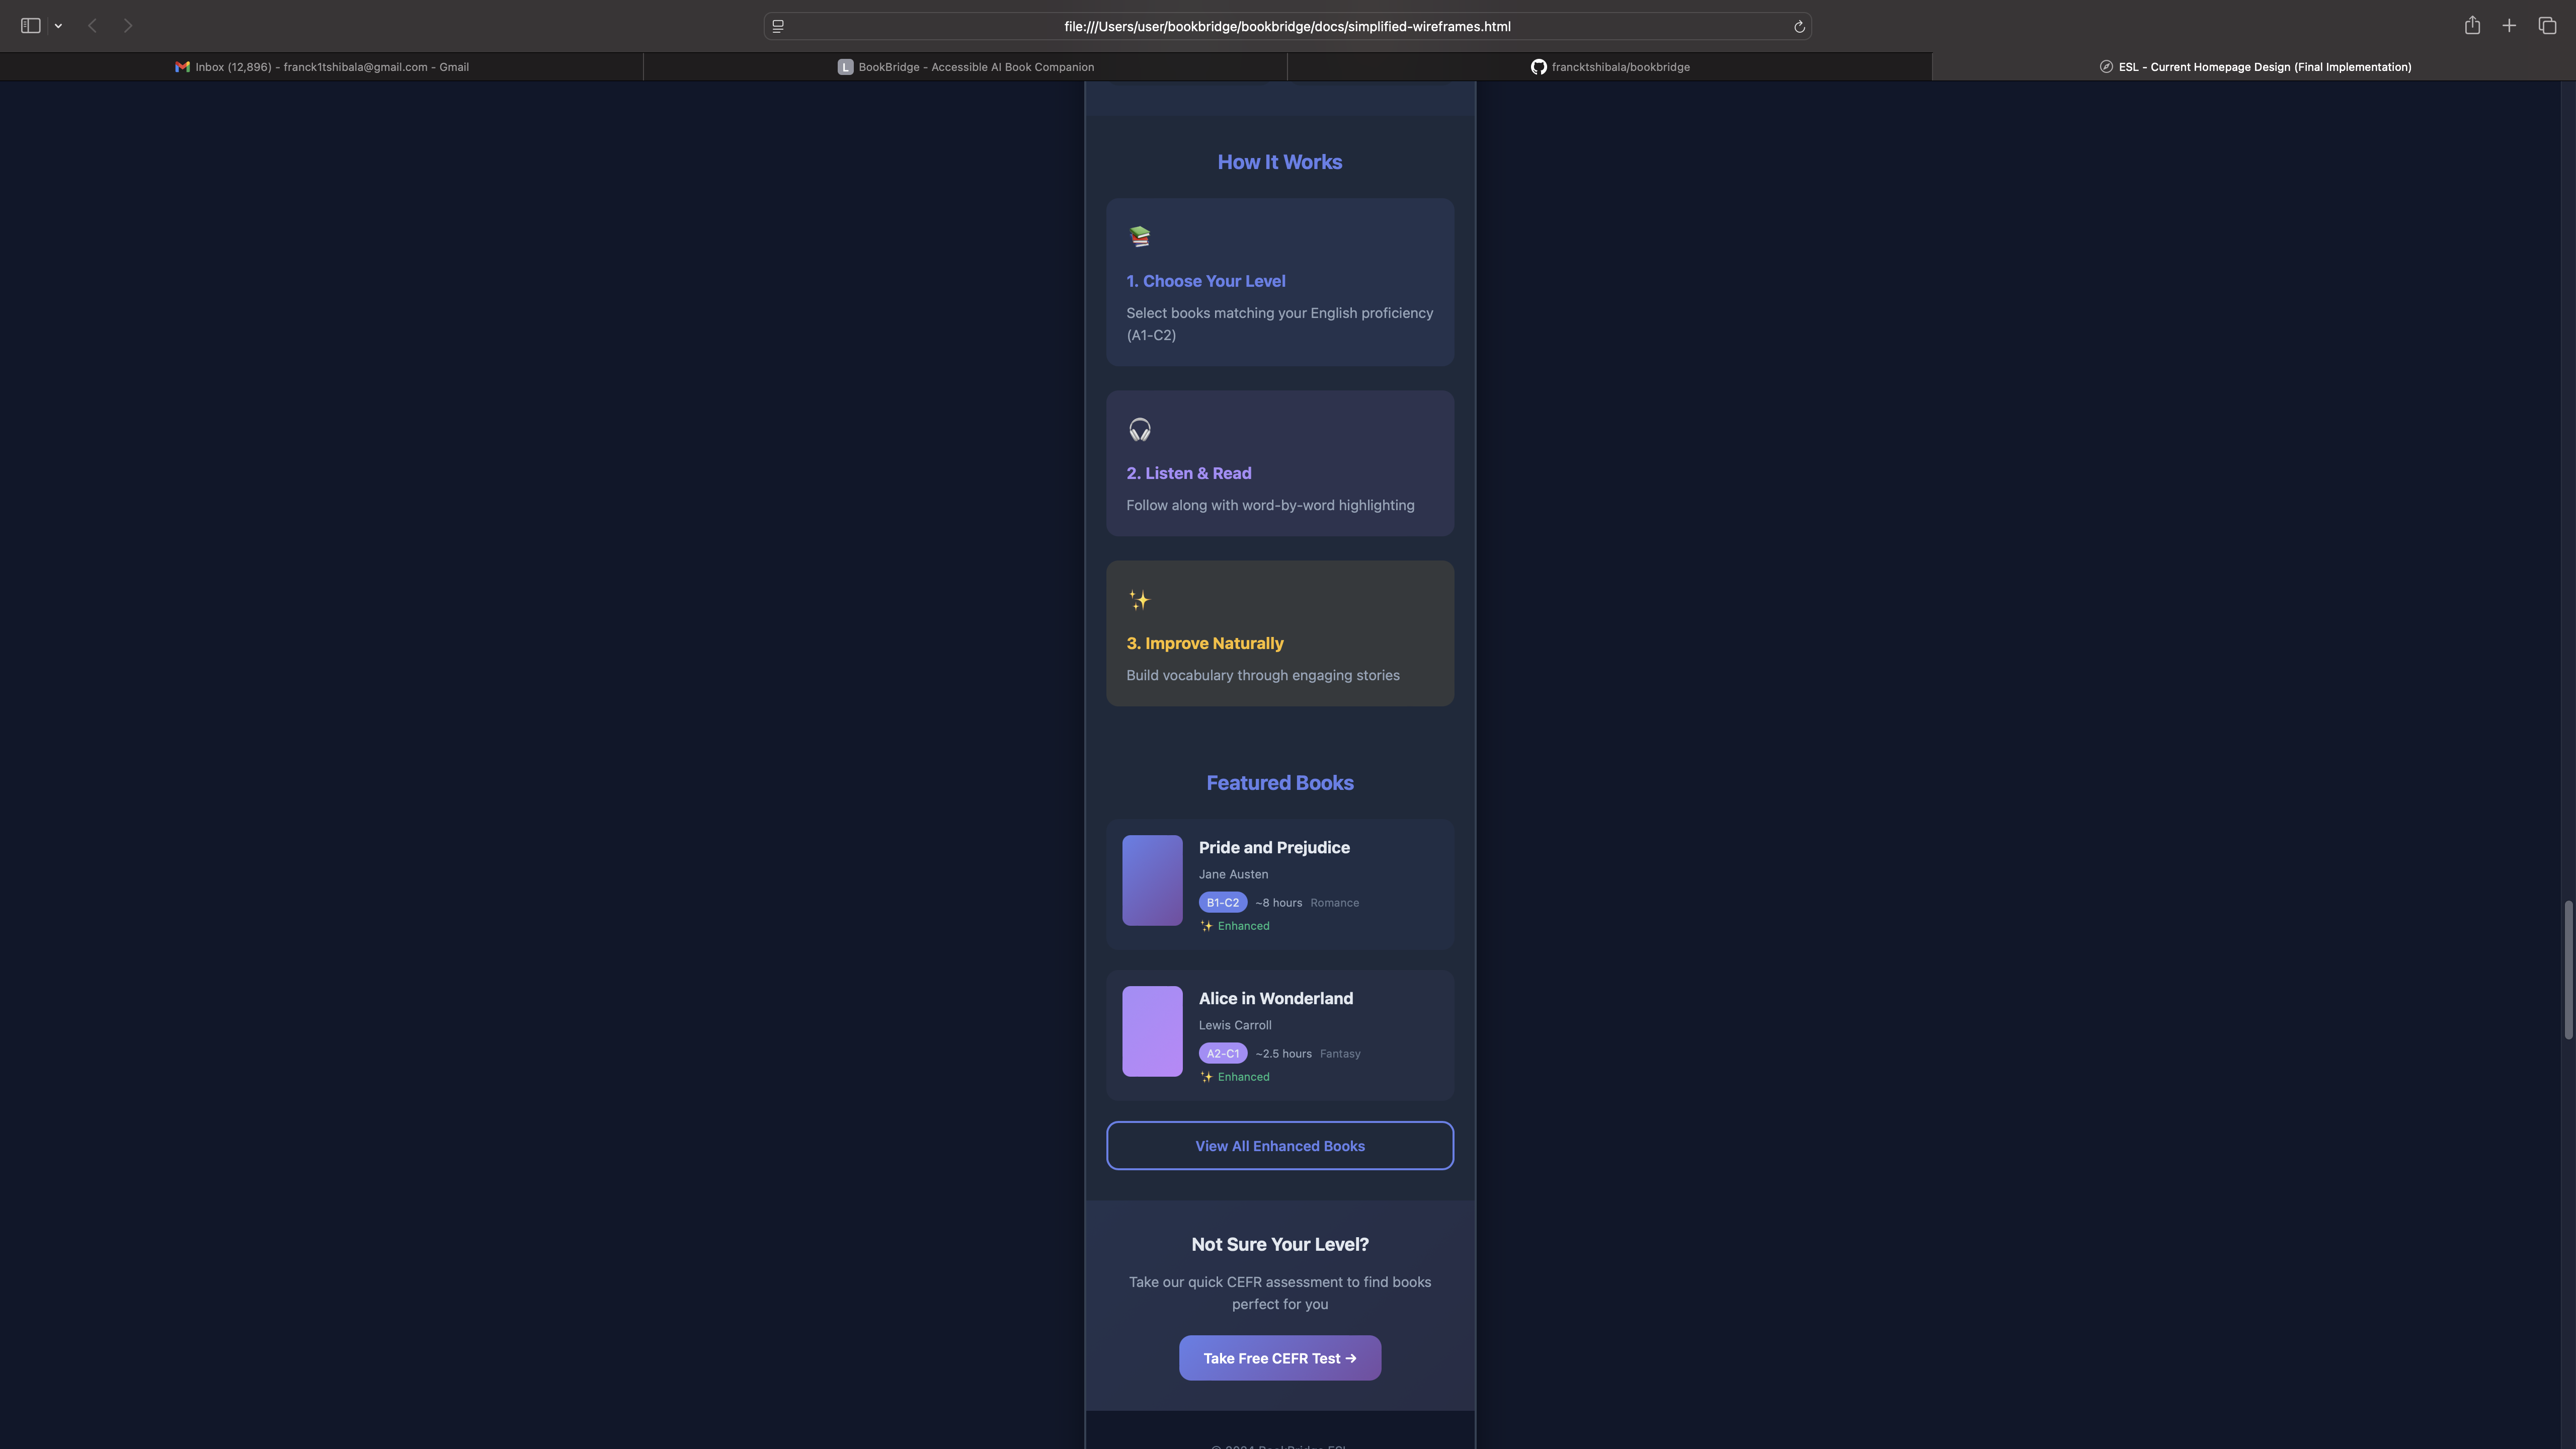 file:///Users/user/bookbridge/bookbridge/docs/simplified-wireframes.html
Inbox (12,896) - franck1tshibala@gmail.com - Gmail
L BookBridge - Accessible AI Book Companion
francktshibala/bookbridge
ESL - Current Homepage Design (Final Implementation)
How It Works
1. Choose Your Level
Select books matching your English proficiency
(A1-C2)
2. Listen & Read
Follow along with word-by-word highlighting
3. Improve Naturally
Build vocabulary through engaging stories
Featured Books
Pride and Prejudice
Jane Austen
B1-C2 ~8 hours Romance
✨ Enhanced
Alice in Wonderland
Lewis Carroll
A2-C1 ~2.5 hours Fantasy
✨ Enhanced
View All Enhanced Books
Not Sure Your Level?
Take our quick CEFR assessment to find books
perfect for you
Take Free CEFR Test →
© 2024 BookBridge ESL